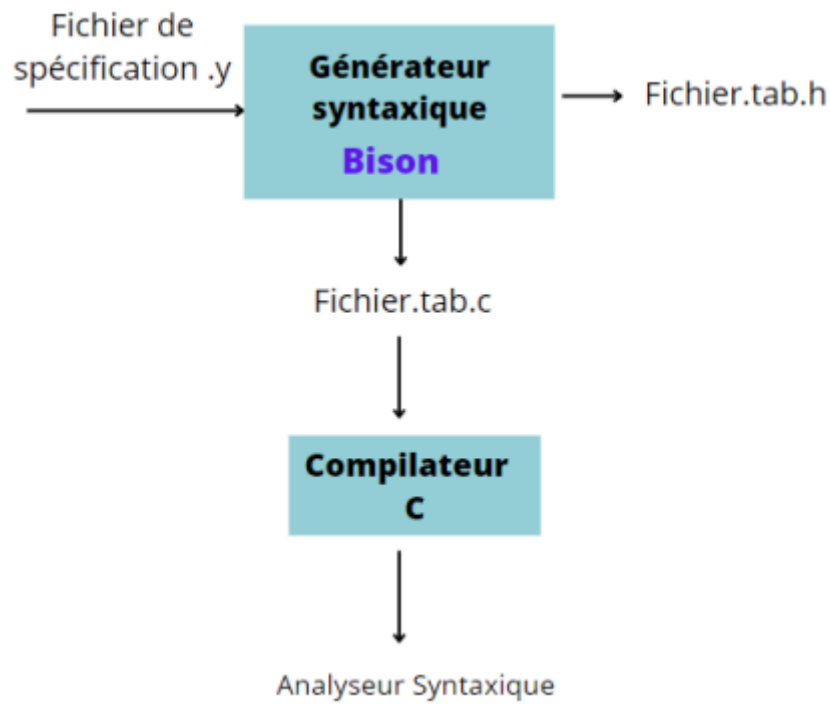 Fichier de
spécification .y
Générateur
syntaxique
Bison
Fichier.tab.h
Fichier.tab.c
Compilateur
C
Analyseur Syntaxique